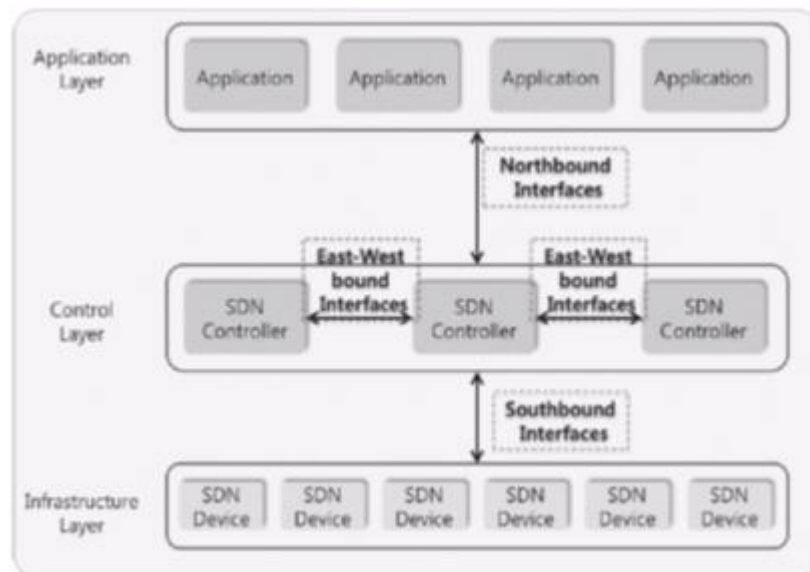 Application
Layer
Application
Application
Application
Application
Northbound
Interfaces
East-West
bound
Interfaces
East-West
bound
Interfaces
Control
Layer
SDN
Controller
SDN
Controller
SDN
Controller
Southbound
Interfaces
Infrastructure
Layer
SDN
Device
SDN
Device
SDN
Device
SDN
Device
SDN
Device
SDN
Device